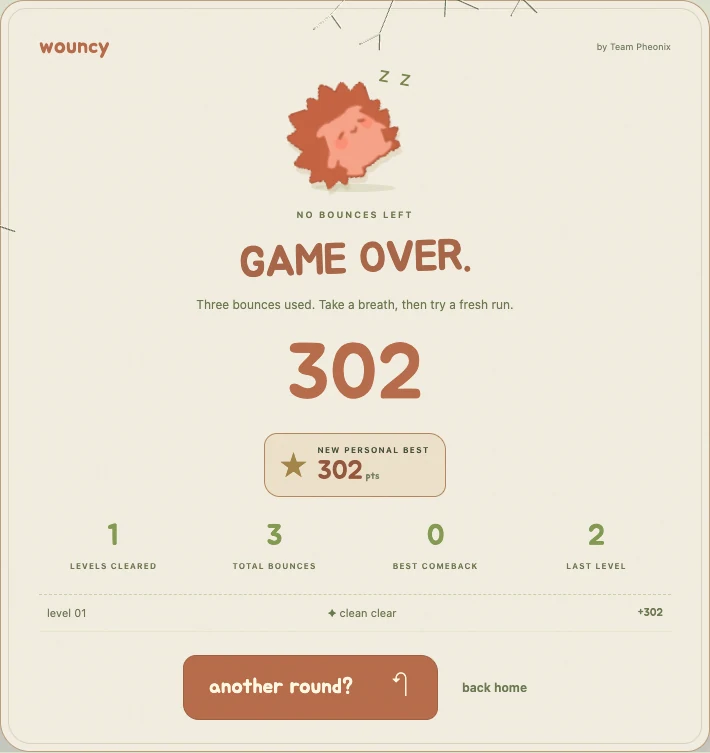 wouncy
by Team Pheonix
Z Z
NO BOUNCES LEFT
GAME OVER.
Three bounces used. Take a breath, then try a fresh run.
302
NEW PERSONAL BEST
302 pts
1 3 0 2
LEVELS CLEARED TOTAL BOUNCES BEST COMEBACK LAST LEVEL
level 01 ✦ clean clear +302
another round? back home